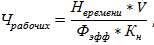 Ч_рабочих = (Н_времени * V) / (Ф_эфф * К_н),